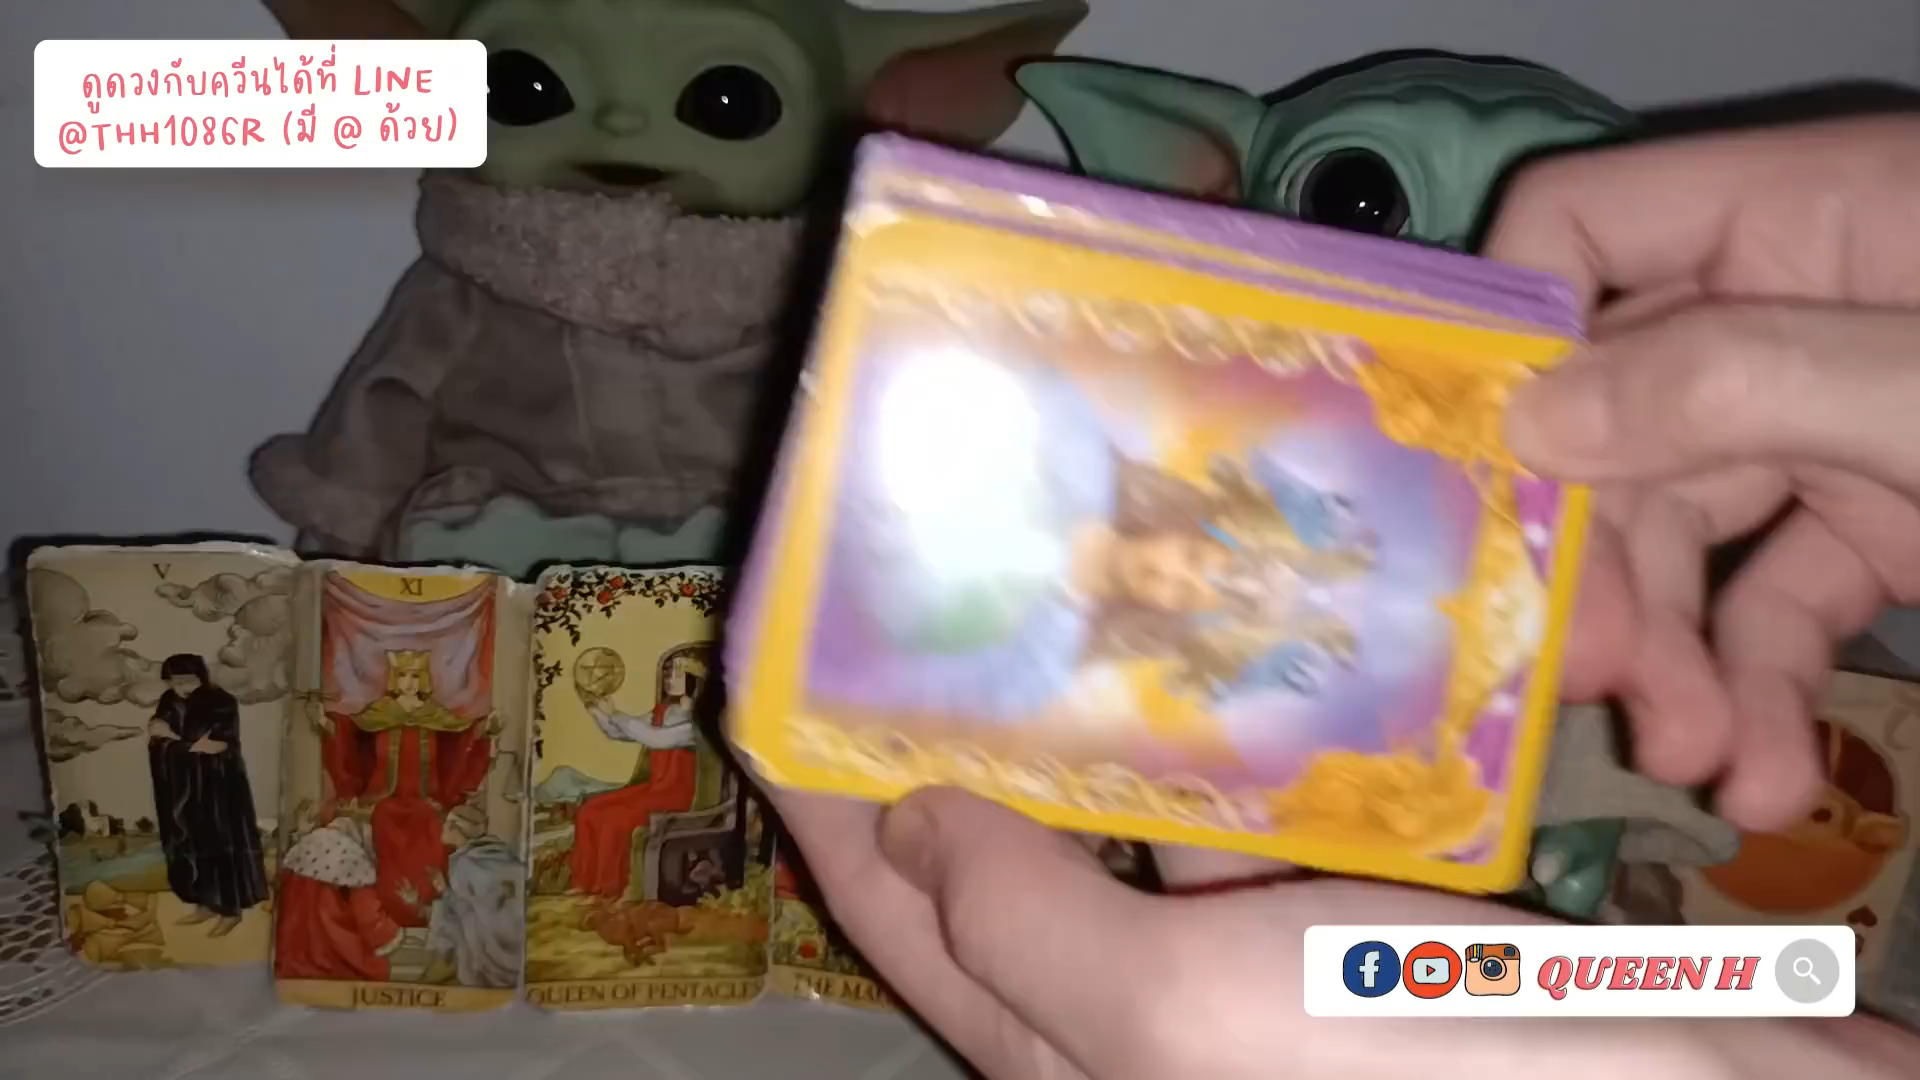 ดูดวงกับควีนได้ที่ LINE
@THH1086R (มี @ ด้วย)
V
XI
JUSTICE
QUEEN OF PENTACLES
THE
QUEEN H